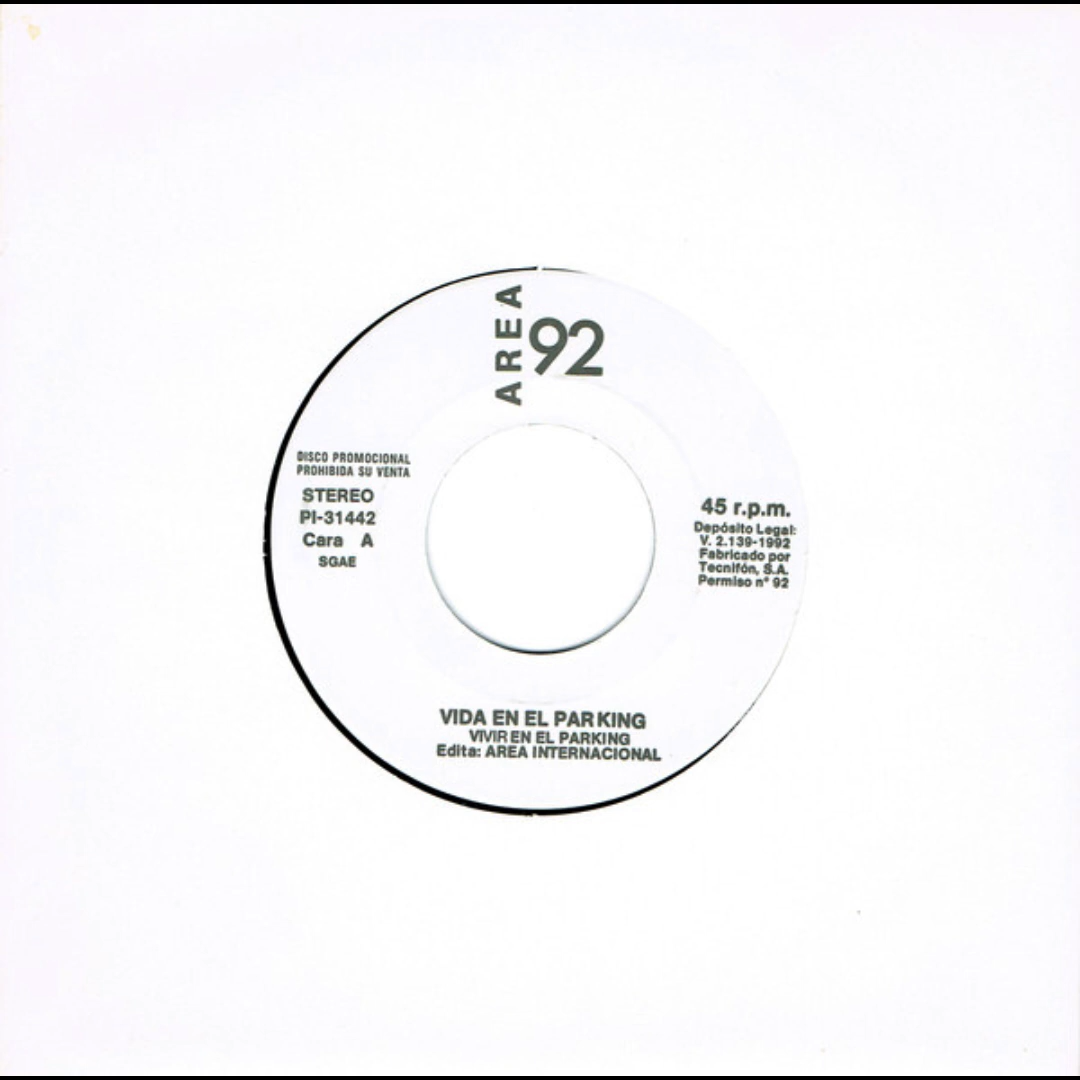 AREA
92
DISCO PROMOCIONAL
PROHIBIDA SU VENTA
STEREO
PI-31442
Cara A
SGAE
45 r.p.m.
Depósito Legal:
V. 2.139-1992
Fabricado por
Tecnifón, S.A.
Permiso n° 92
VIDA EN EL PARKING
VIVIR EN EL PARKING
Edita: AREA INTERNACIONAL